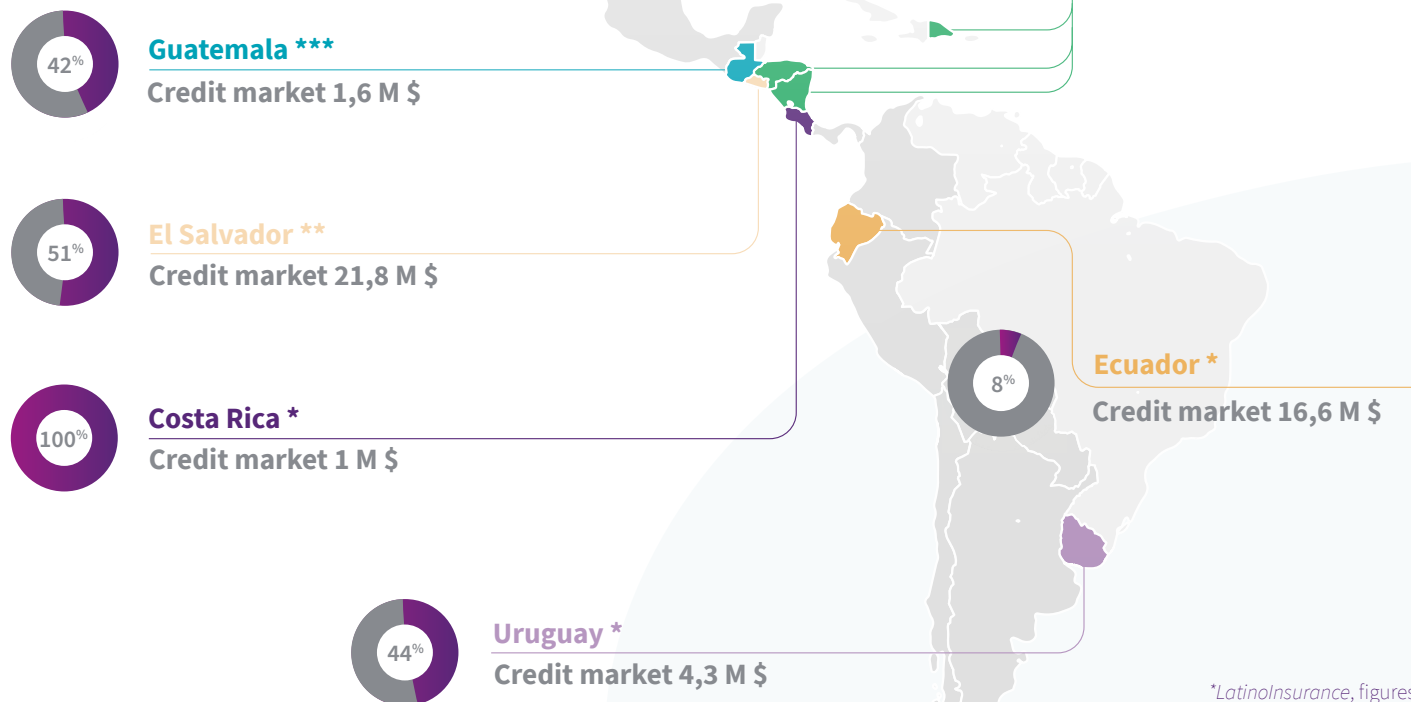 42%
Guatemala ***
Credit market 1,6 M $
51%
El Salvador **
Credit market 21,8 M $
8%
Ecuador *
Credit market 16,6 M $
100%
Costa Rica *
Credit market 1 M $
44%
Uruguay *
Credit market 4,3 M $
*LatinoInsurance, figures